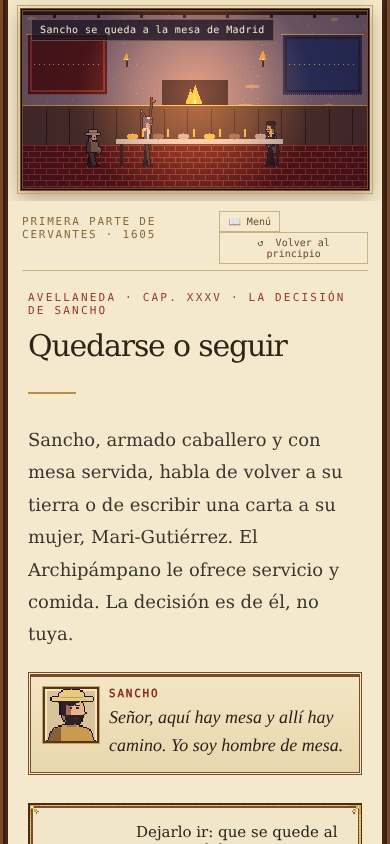 Sancho se queda a la mesa de Madrid
PRIMERA PARTE DE
CERVANTES · 1605
📖 Menú
↺ Volver al
principio
AVELLANEDA · CAP. XXXV · LA DECISIÓN
DE SANCHO
Quedarse o seguir
Sancho, armado caballero y con
mesa servida, habla de volver a su
tierra o de escribir una carta a su
mujer, Mari-Gutiérrez. El
Archipámpano le ofrece servicio y
comida. La decisión es de él, no
tuya.
SANCHO
Señor, aquí hay mesa y allí hay
camino. Yo soy hombre de mesa.
Dejarlo ir: que se quede al